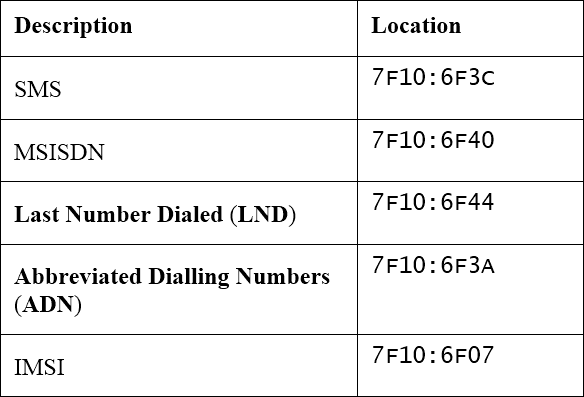 Description Location
SMS 7F10:6F3C
MSISDN 7F10:6F40
Last Number Dialed (LND) 7F10:6F44
Abbreviated Dialling Numbers 7F10:6F3A
(ADN)
IMSI 7F10:6F07